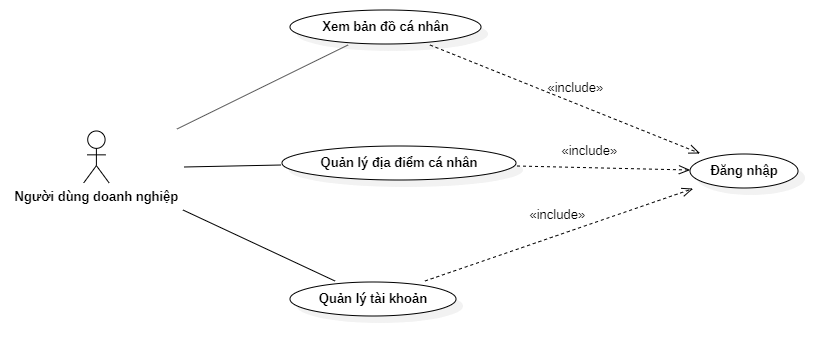 Xem bản đồ cá nhân
«include»
Quản lý địa điểm cá nhân
«include»
Đăng nhập
Người dùng doanh nghiệp
«include»
Quản lý tài khoản